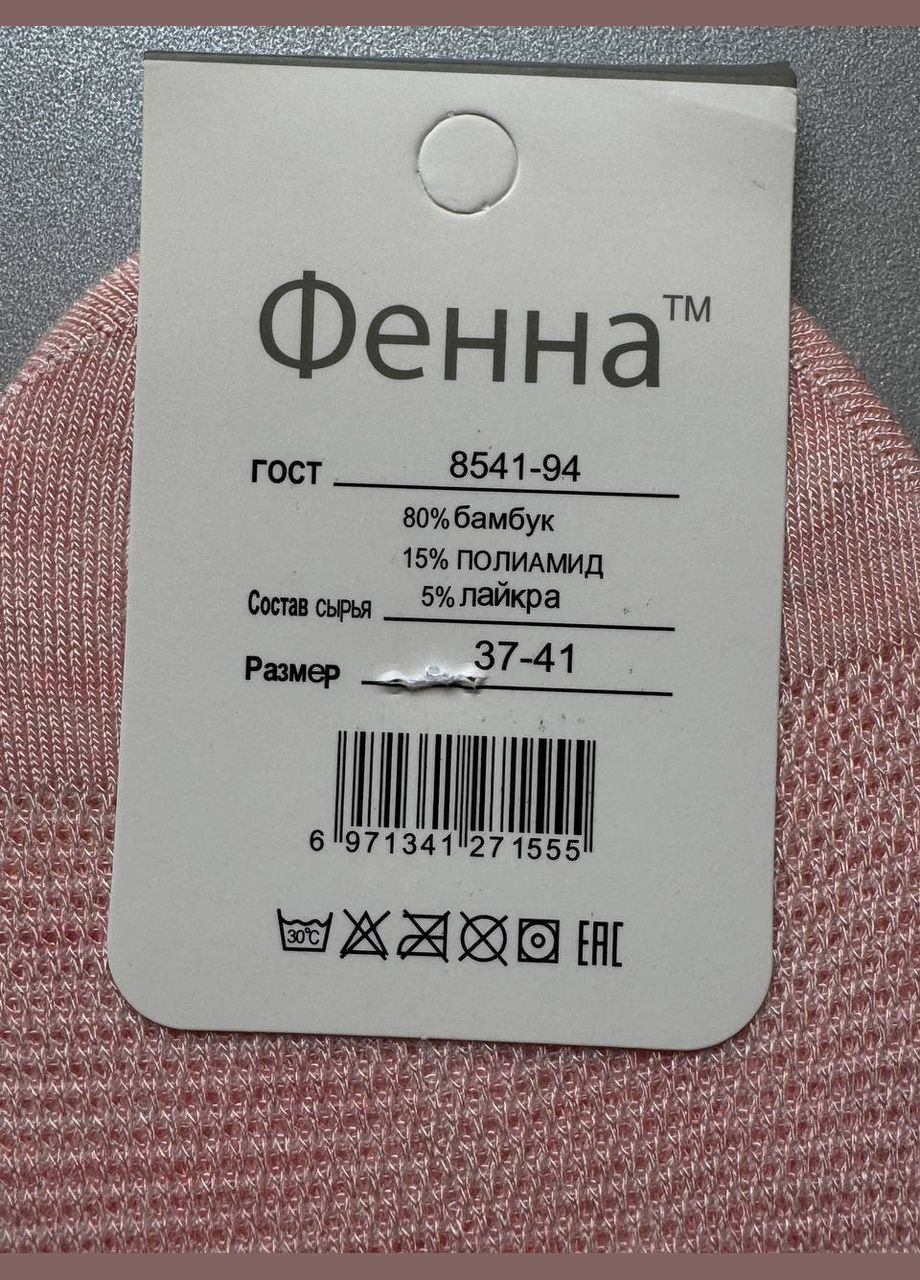 Фенна™
ГОСТ 8541-94
80% бамбук
15% ПОЛИАМИД
Состав сырья 5% лайкра
Размер 37-41
6 971341 271555
30°C EAC